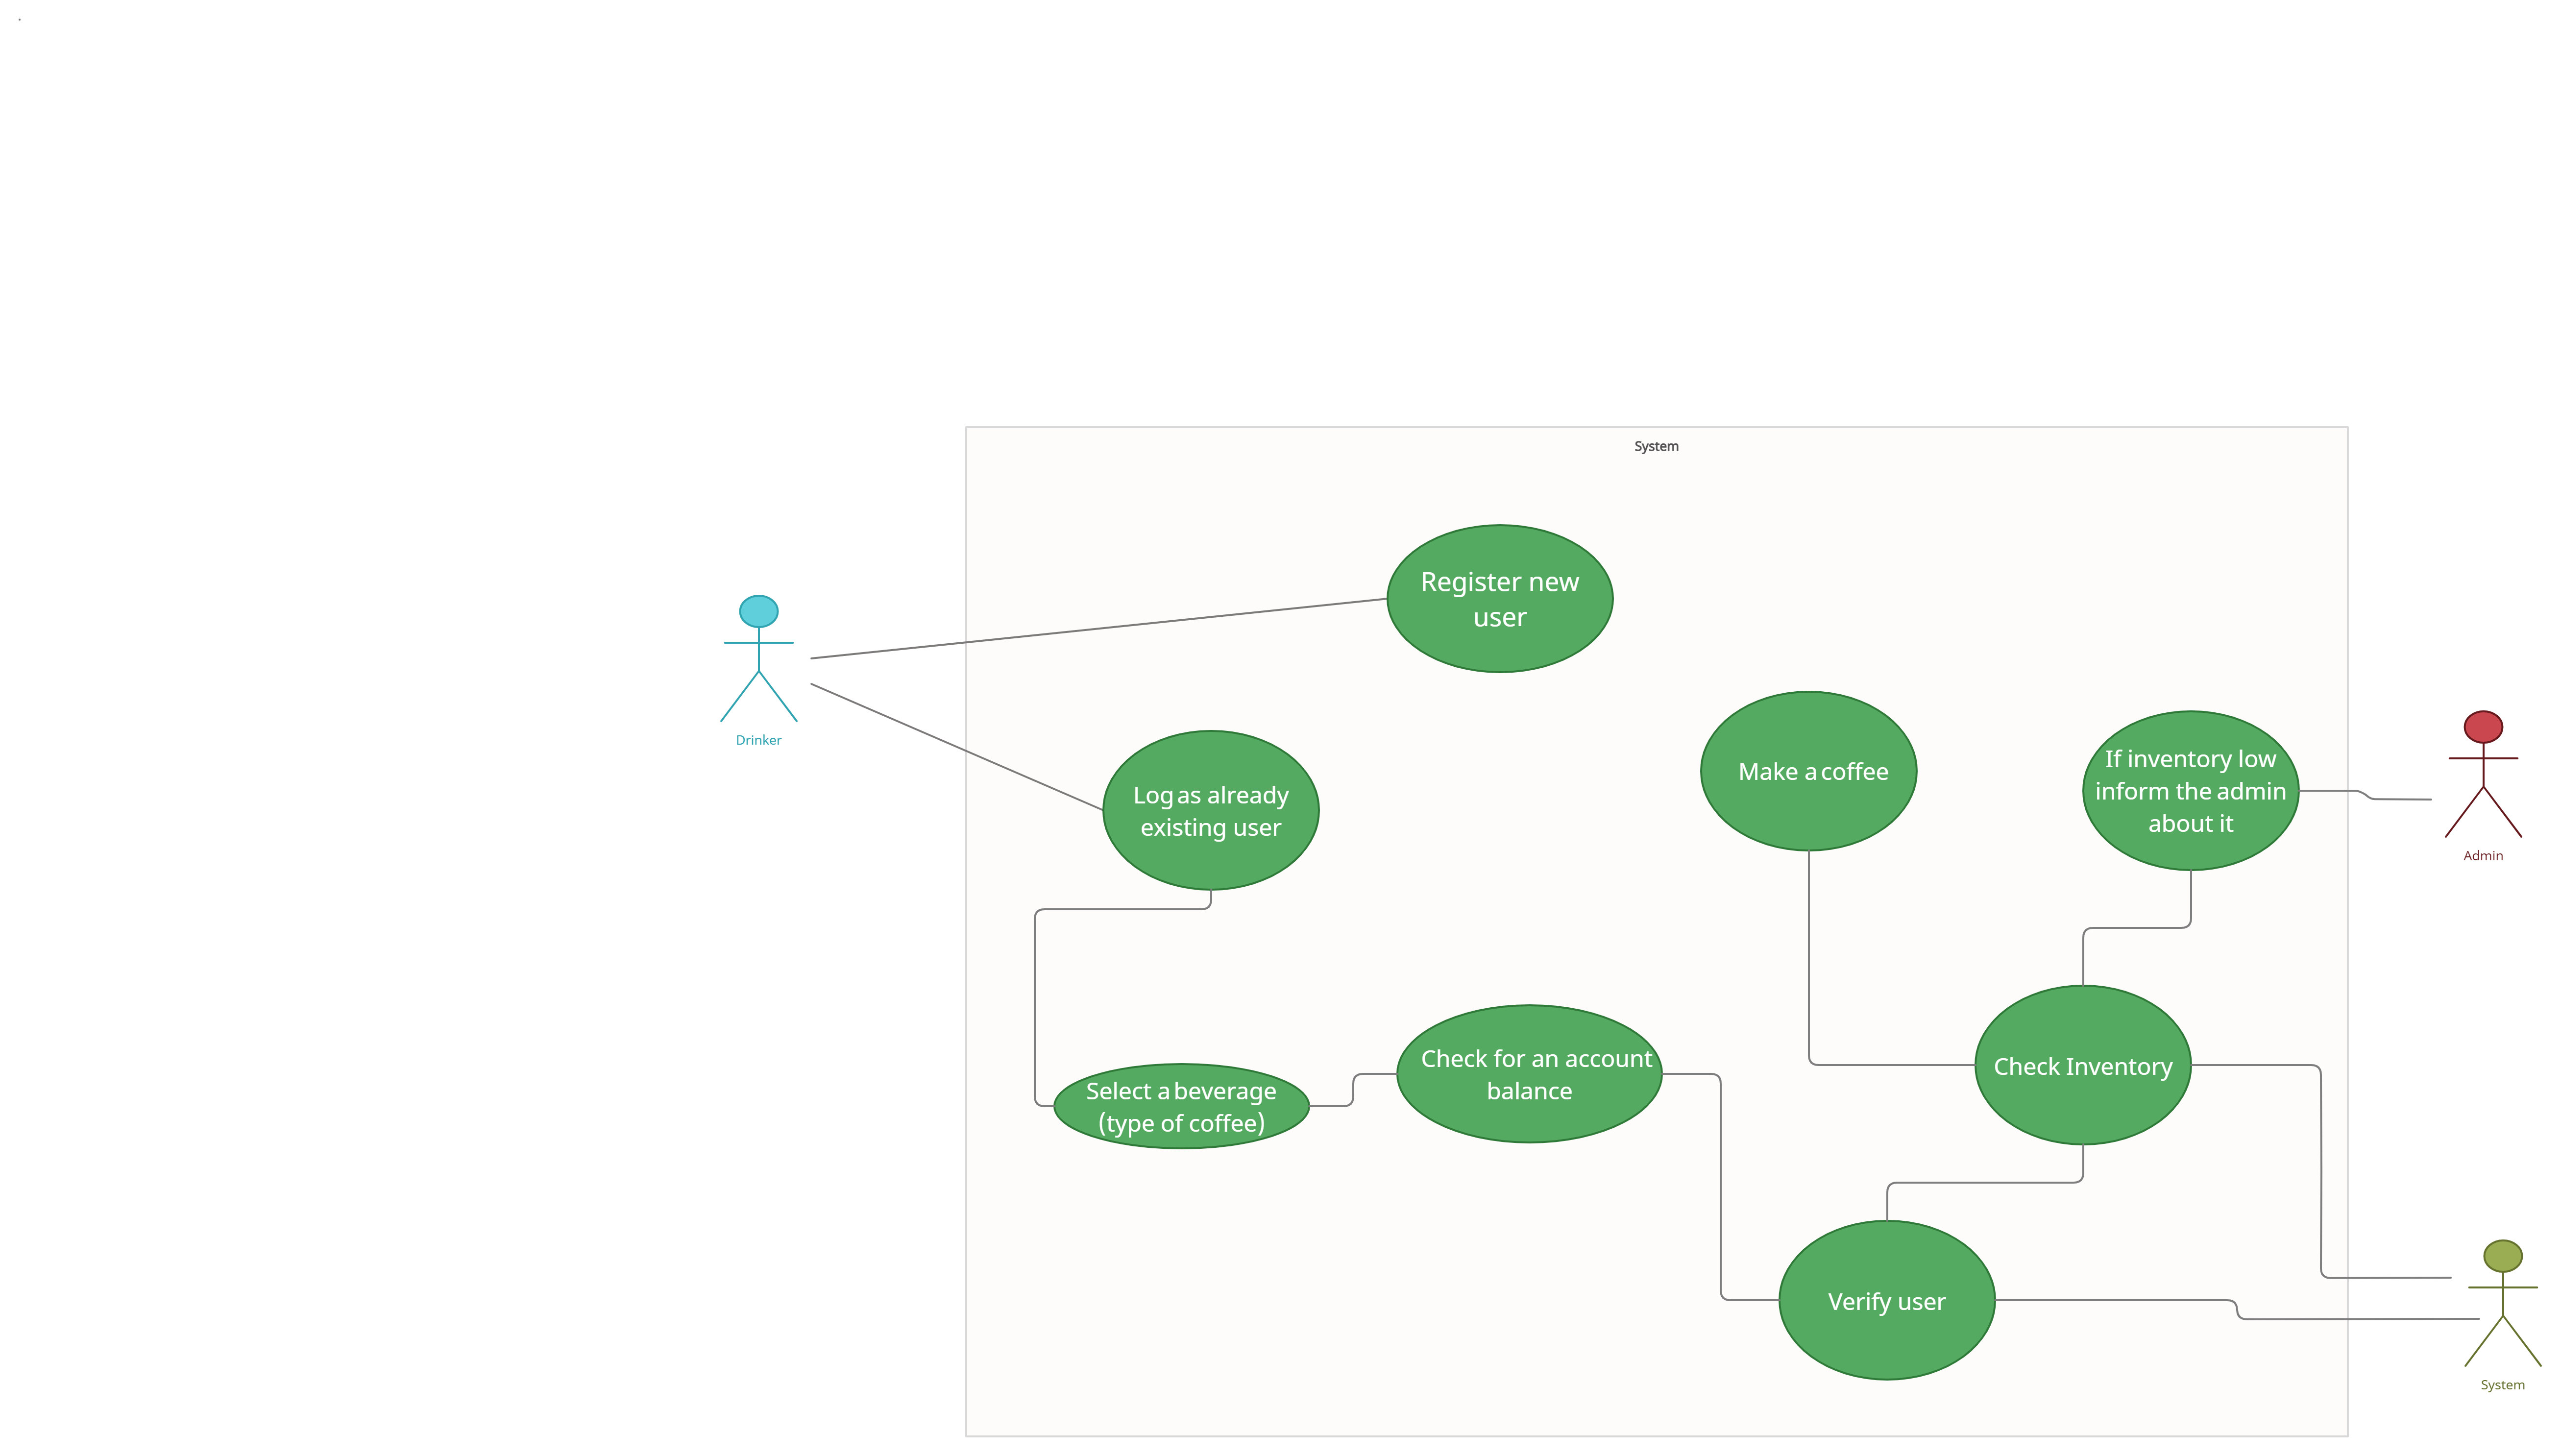 .
System
Register new
user
Drinker
Log as already
existing user
Make a coffee
If inventory low
inform the admin
about it
Admin
Select a beverage
(type of coffee)
Check for an account
balance
Check Inventory
Verify user
System